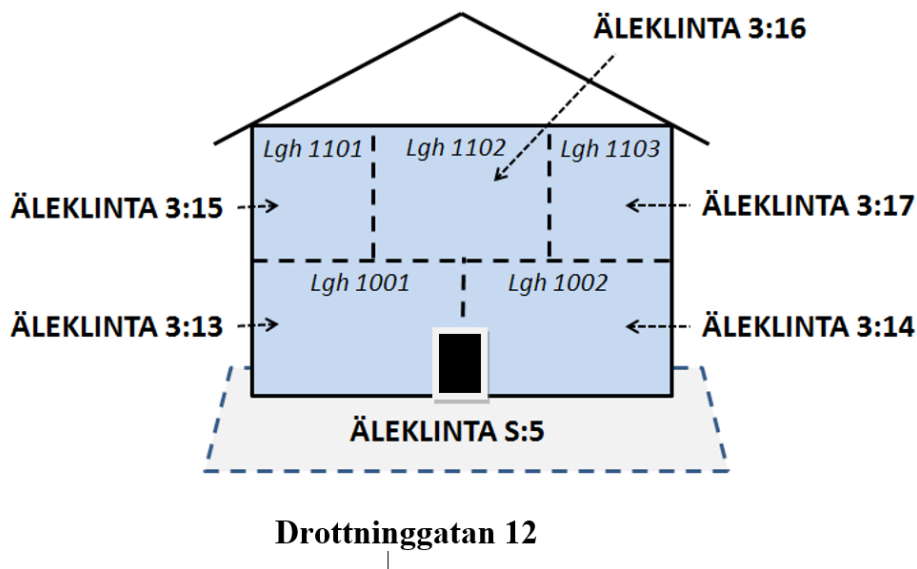 ÄLEKLINTA 3:16
Lgh 1101 Lgh 1102 Lgh 1103
ÄLEKLINTA 3:15 ÄLEKLINTA 3:17
Lgh 1001 Lgh 1002
ÄLEKLINTA 3:13 ÄLEKLINTA 3:14
ÄLEKLINTA S:5
Drottninggatan 12